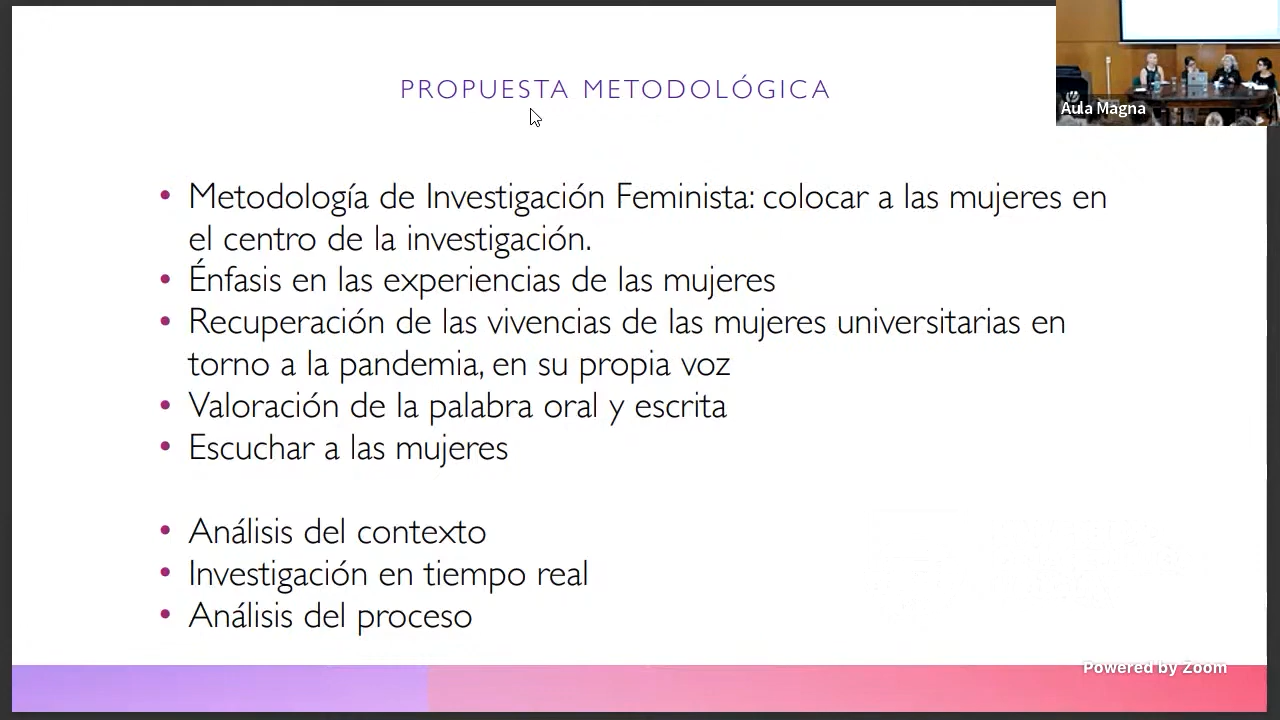 PROPUESTA METODOLÓGICA
Aula Magna
• Metodología de Investigación Feminista: colocar a las mujeres en
el centro de la investigación.
• Énfasis en las experiencias de las mujeres
• Recuperación de las vivencias de las mujeres universitarias en
torno a la pandemia, en su propia voz
• Valoración de la palabra oral y escrita
• Escuchar a las mujeres
• Análisis del contexto
• Investigación en tiempo real
• Análisis del proceso
Powered by Zoom